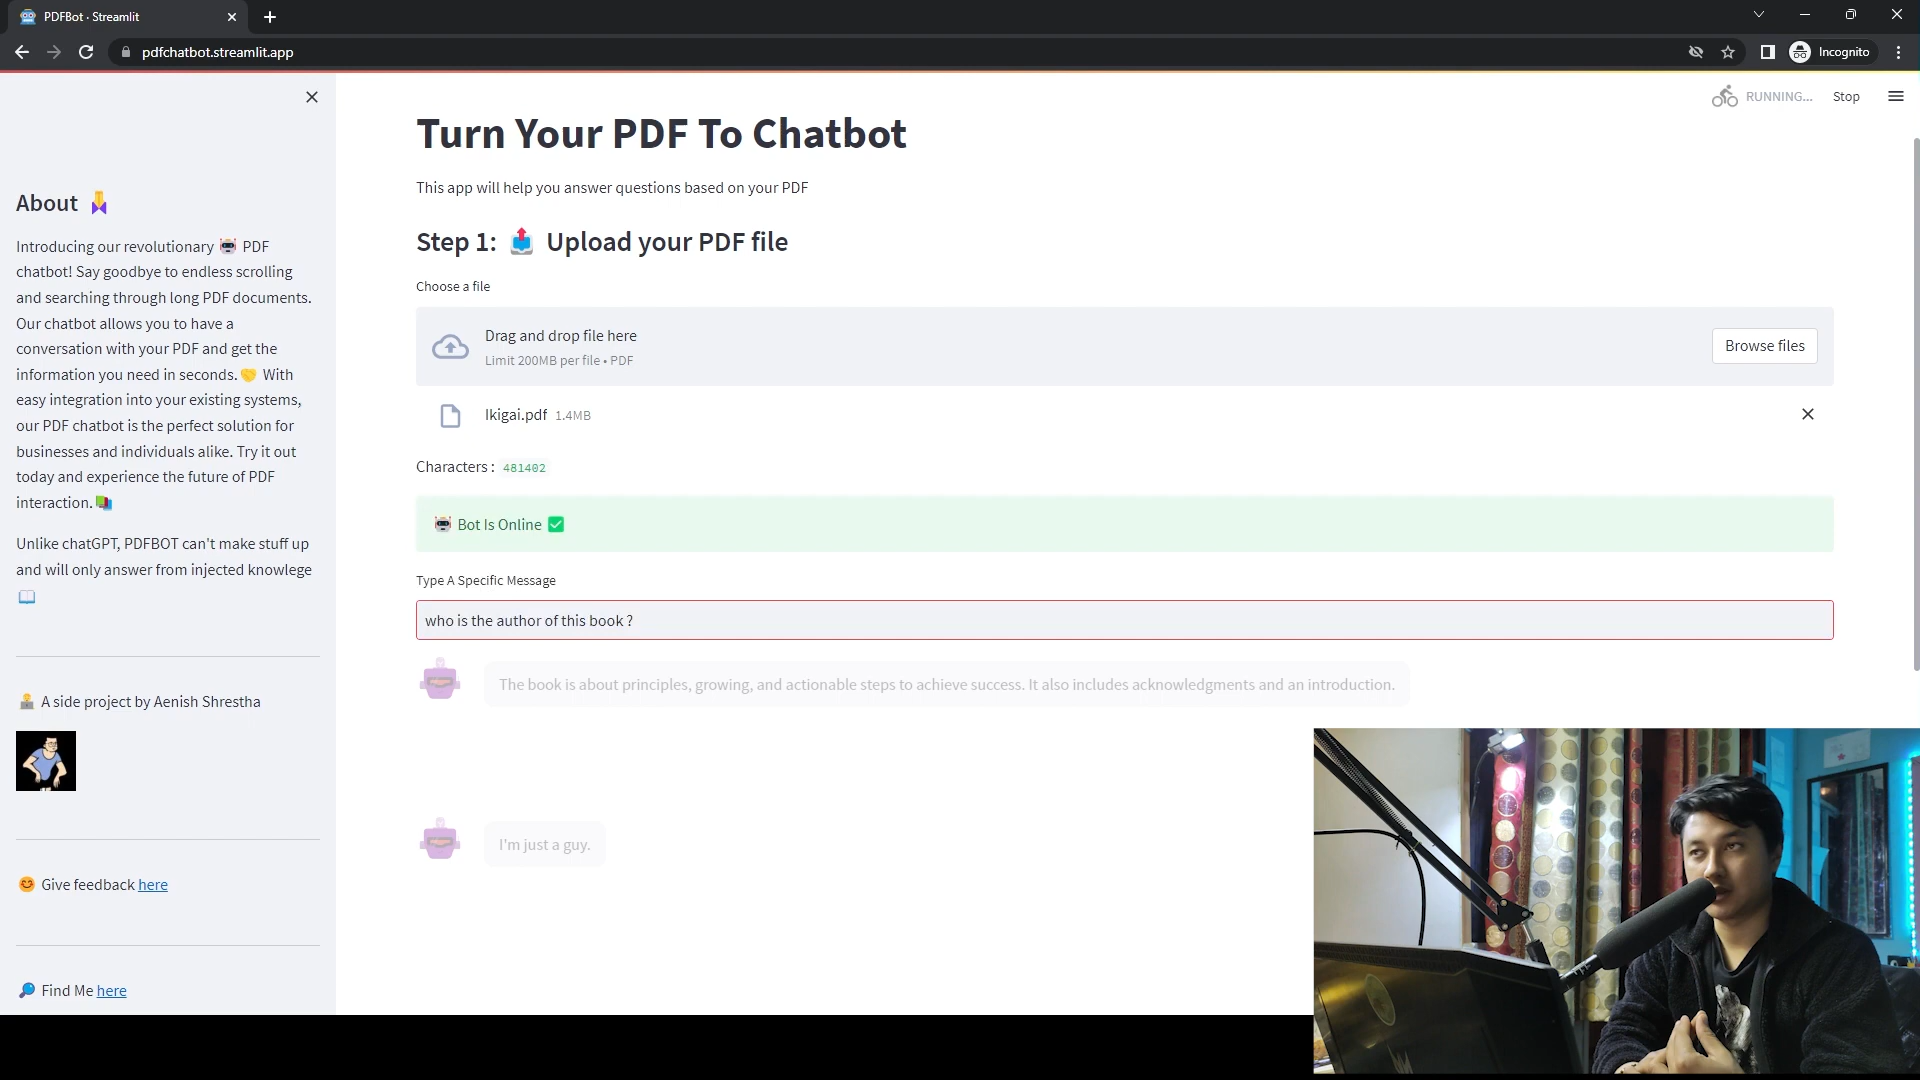 PDFBot · Streamlit
pdfchatbot.streamlit.app
Incognito
RUNNING...
Stop
About
Introducing our revolutionary 🤖 PDF
chatbot! Say goodbye to endless scrolling
and searching through long PDF documents.
Our chatbot allows you to have a
conversation with your PDF and get the
information you need in seconds.🤝 With
easy integration into your existing systems,
our PDF chatbot is the perfect solution for
businesses and individuals alike. Try it out
today and experience the future of PDF
interaction. 📚
Unlike chatGPT, PDFBOT can't make stuff up
and will only answer from injected knowlege
📖
A side project by Aenish Shrestha
😊 Give feedback here
🔎 Find Me here
Turn Your PDF To Chatbot
This app will help you answer questions based on your PDF
Step 1: 📤 Upload your PDF file
Choose a file
Drag and drop file here
Limit 200MB per file • PDF
Browse files
Ikigai.pdf 1.4MB
Characters : 481402
🤖 Bot Is Online ✅
Type A Specific Message
who is the author of this book ?
The book is about principles, growing, and actionable steps to achieve success. It also includes acknowledgments and an introduction.
I'm just a guy.